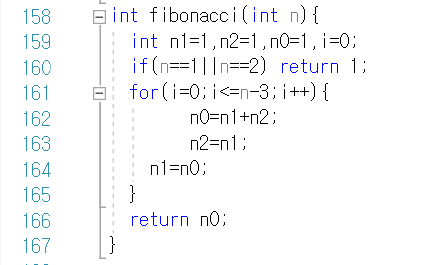 158 int fibonacci(int n){
159 int n1=1,n2=1,n0=1,i=0;
160 if(n==1||n==2) return 1;
161 for(i=0;i<=n-3;i++){
162 n0=n1+n2;
163 n2=n1;
164 n1=n0;
165 }
166 return n0;
167 }